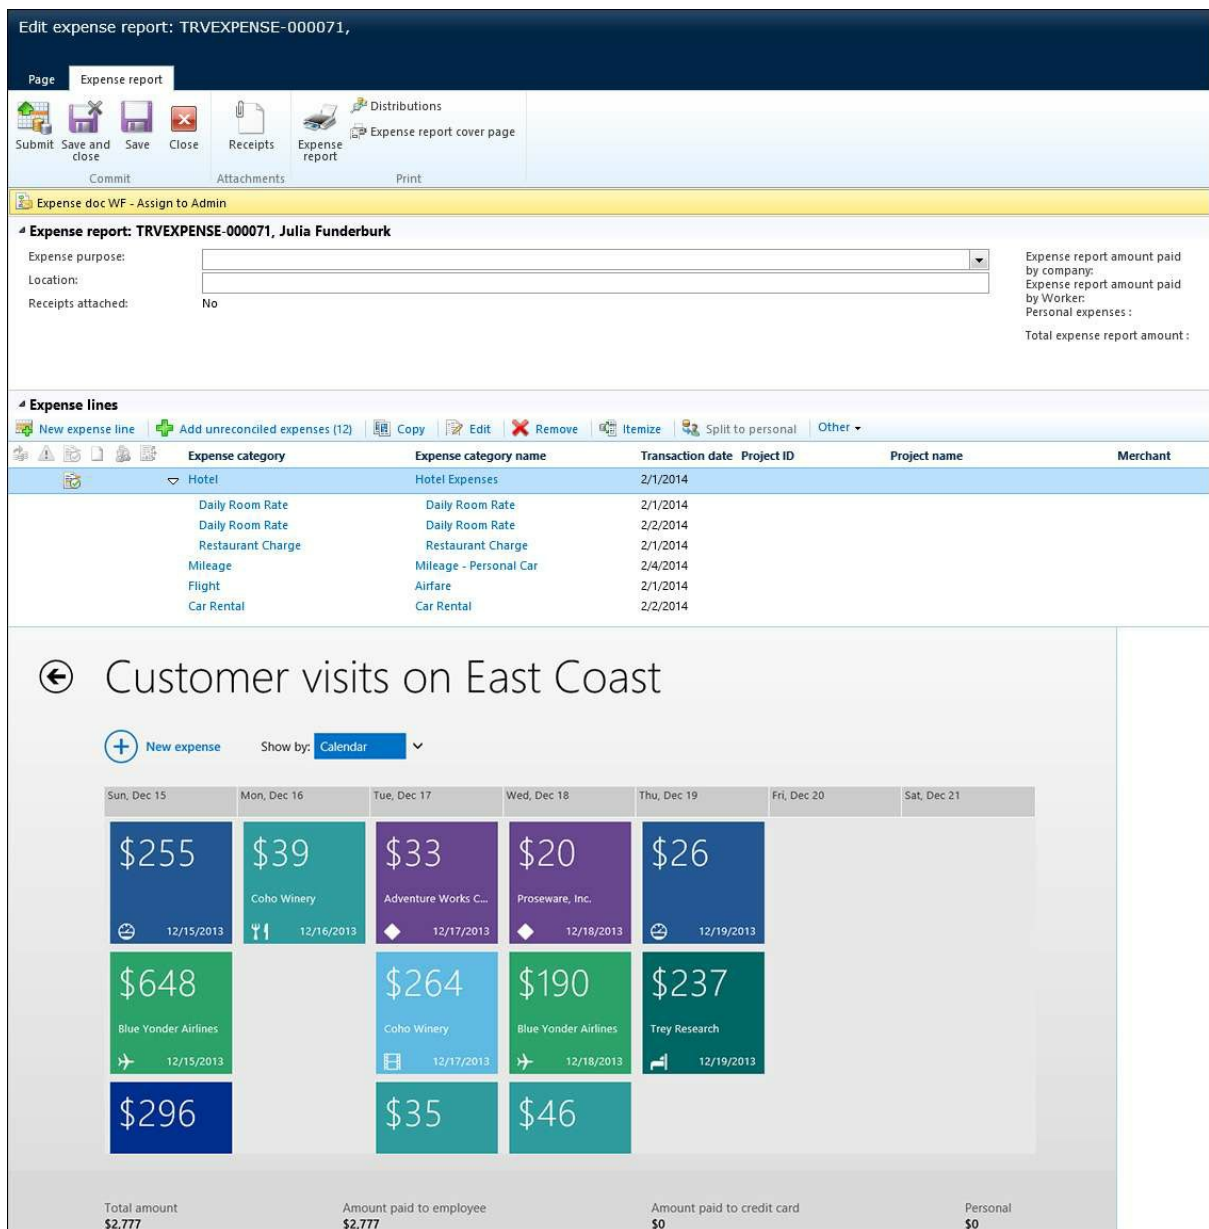 Edit expense report: TRVEXPENSE-000071,
Page Expense report
Submit Save and close Save Close Receipts Expense report Distributions
Expense report cover page
Commit Attachments Print
Expense doc WF - Assign to Admin
Expense report: TRVEXPENSE-000071, Julia Funderburk
Expense purpose: Expense report amount paid
by company:
Location: Expense report amount paid
by Worker:
Receipts attached: No Personal expenses :
Total expense report amount :
Expense lines
New expense line Add unreconciled expenses (12) Copy Edit Remove Itemize Split to personal Other
Expense category Expense category name Transaction date Project ID Project name Merchant
Hotel Hotel Expenses 2/1/2014
Daily Room Rate Daily Room Rate 2/1/2014
Daily Room Rate Daily Room Rate 2/2/2014
Restaurant Charge Restaurant Charge 2/1/2014
Mileage Mileage - Personal Car 2/4/2014
Flight Airfare 2/1/2014
Car Rental Car Rental 2/2/2014
Customer visits on East Coast
New expense Show by: Calendar
Sun, Dec 15 Mon, Dec 16 Tue, Dec 17 Wed, Dec 18 Thu, Dec 19 Fri, Dec 20 Sat, Dec 21
$255 $39 $33 $20 $26
Coho Winery Adventure Works C... Proseware, Inc.
12/15/2013 12/16/2013 12/17/2013 12/18/2013 12/19/2013
$648 $264 $190 $237
Blue Yonder Airlines Coho Winery Blue Yonder Airlines Trey Research
12/15/2013 12/17/2013 12/18/2013 12/19/2013
$296 $35 $46
Total amount Amount paid to employee Amount paid to credit card Personal
$2,777 $2,777 $0 $0